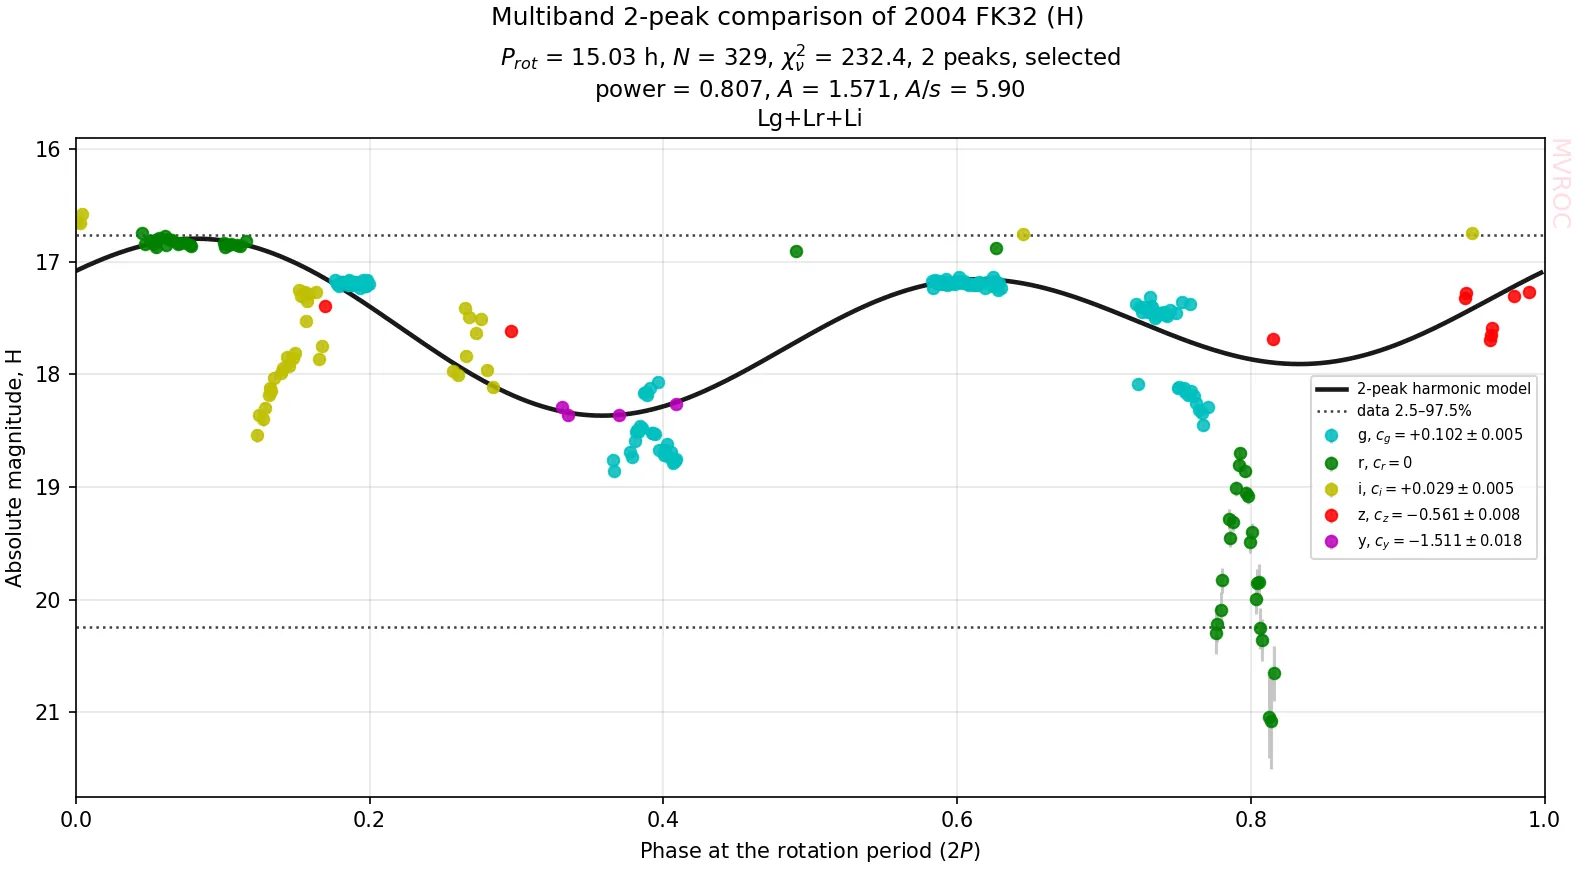 Multiband 2-peak comparison of 2004 FK32 (H)
P_rot = 15.03 h, N = 329, χ²_ν = 232.4, 2 peaks, selected
power = 0.807, A = 1.571, A/s = 5.90
Lg+Lr+Li
MVROC
16
17
18
19
20
21
Absolute magnitude, H
2-peak harmonic model
data 2.5–97.5%
g, c_g = +0.102 ± 0.005
r, c_r = 0
i, c_i = +0.029 ± 0.005
z, c_z = −0.561 ± 0.008
y, c_y = −1.511 ± 0.018
0.0 0.2 0.4 0.6 0.8 1.0
Phase at the rotation period (2P)